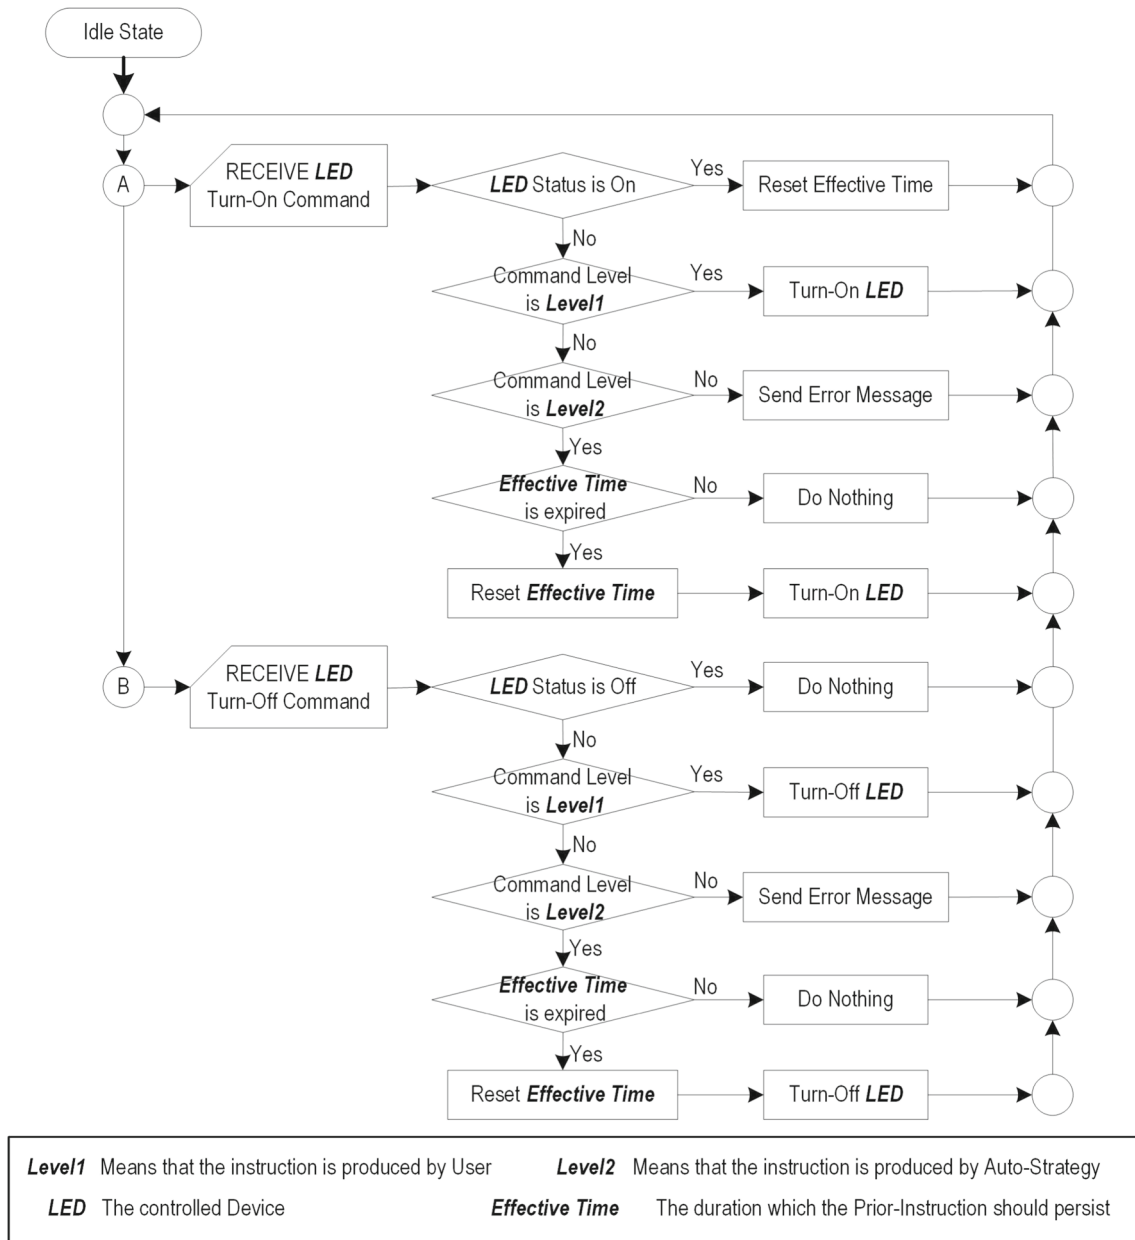 Idle State
A
RECEIVE LED
Turn-On Command
LED Status is On
Yes
Reset Effective Time
No
Command Level
is Level1
Yes
Turn-On LED
No
Command Level
is Level2
No
Send Error Message
Yes
Effective Time
is expired
No
Do Nothing
Yes
Reset Effective Time
Turn-On LED
B
RECEIVE LED
Turn-Off Command
LED Status is Off
Yes
Do Nothing
No
Command Level
is Level1
Yes
Turn-Off LED
No
Command Level
is Level2
No
Send Error Message
Yes
Effective Time
is expired
No
Do Nothing
Yes
Reset Effective Time
Turn-Off LED
Level1 Means that the instruction is produced by User
Level2 Means that the instruction is produced by Auto-Strategy
LED The controlled Device
Effective Time The duration which the Prior-Instruction should persist